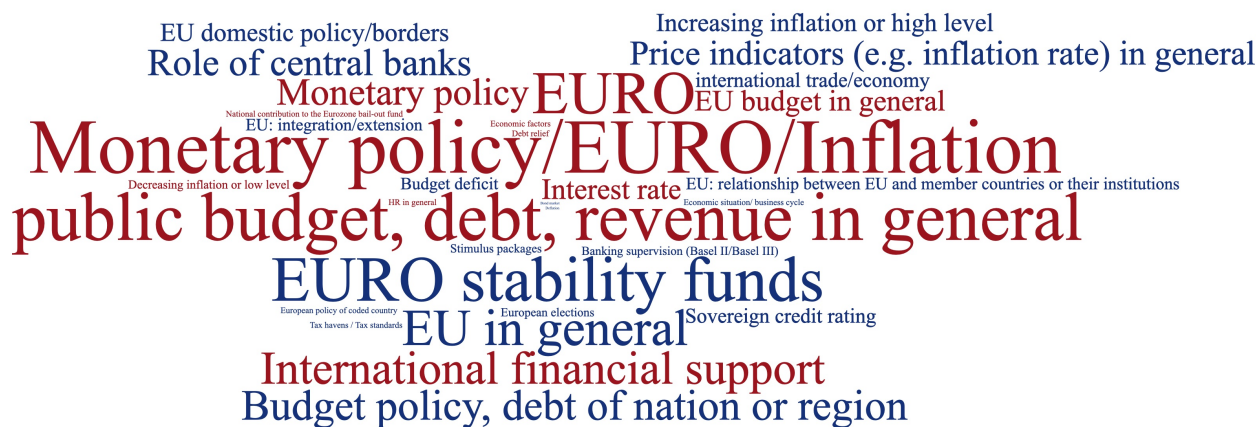 Increasing inflation or high level
EU domestic policy/borders
Role of central banks
Price indicators (e.g. inflation rate) in general
international trade/economy
Monetary policy
EURO
EU budget in general
National contribution to the Eurozone bail-out fund
EU: integration/extension
Economic factors
Debt relief
Monetary policy/EURO/Inflation
Decreasing inflation or low level
Budget deficit
Interest rate
EU: relationship between EU and member countries or their institutions
HR in general
Economic situation/ business cycle
public budget, debt, revenue in general
Stimulus packages
Banking supervision (Basel II/Basel III)
EURO stability funds
European policy of coded country
European elections
Tax havens / Tax standards
EU in general
Sovereign credit rating
International financial support
Budget policy, debt of nation or region